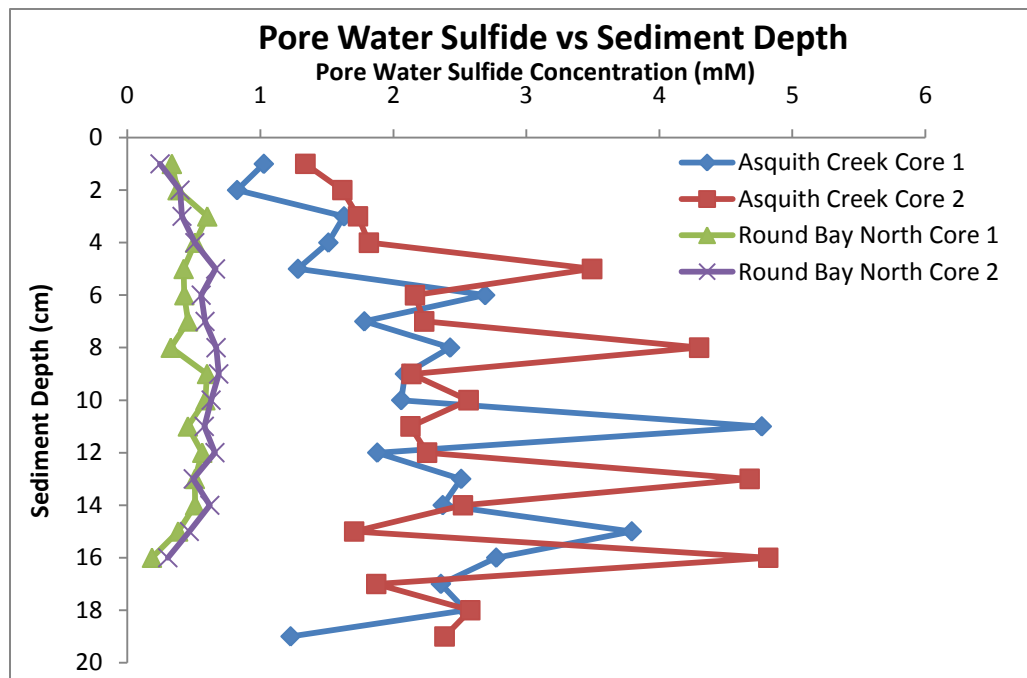 Pore Water Sulfide vs Sediment Depth
Pore Water Sulfide Concentration (mM)
0 1 2 3 4 5 6
0
2
4
6
8
10
12
14
16
18
20
Sediment Depth (cm)
Asquith Creek Core 1
Asquith Creek Core 2
Round Bay North Core 1
Round Bay North Core 2